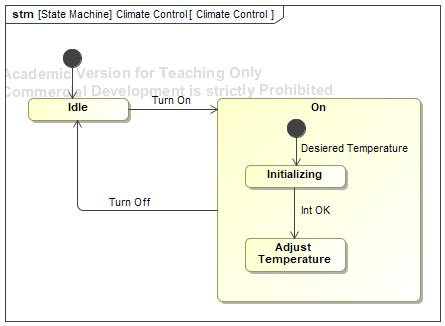 stm [State Machine] Climate Control[ Climate Control ]
Academic Version for Teaching Only
Commercial Development is strictly Prohibited
Turn On
Idle
On
Desiered Temperature
Initializing
Turn Off
Int OK
Adjust
Temperature